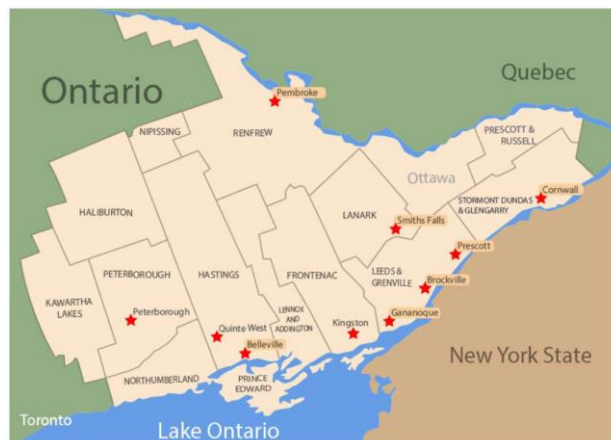 Ontario
Quebec
Pembroke
NIPISSING
RENFREW
PRESCOTT &
RUSSELL
Ottawa
Cornwall
STORMONT DUNDAS
& GLENGARRY
HALIBURTON
LANARK
Smiths Falls
Prescott
PETERBOROUGH
HASTINGS
FRONTENAC
LEEDS &
GRENVILLE
Brockville
KAWARTHA
LAKES
Peterborough
LENNOX
AND
ADDINGTON
Gananoque
Quinte West
Kingston
Belleville
New York State
NORTHUMBERLAND
PRINCE
EDWARD
Toronto
Lake Ontario